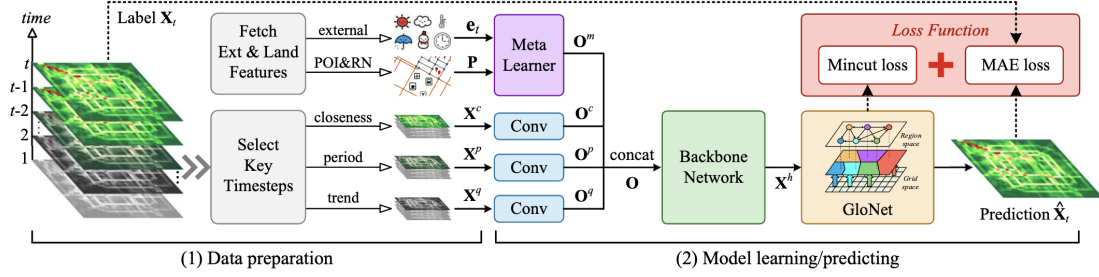 time
Label X_t
t
t-1
t-2
2
1
Fetch
Ext & Land
Features
external
POI&RN
e_t
P
Meta
Learner
O^m
Select
Key
Timesteps
closeness
period
trend
X^c
X^p
X^q
Conv
Conv
Conv
O^c
O^p
O^q
concat
O
Backbone
Network
X^h
Region
space
Grid
space
GloNet
Loss Function
Mincut loss
+
MAE loss
Prediction X̂_t
(1) Data preparation
(2) Model learning/predicting